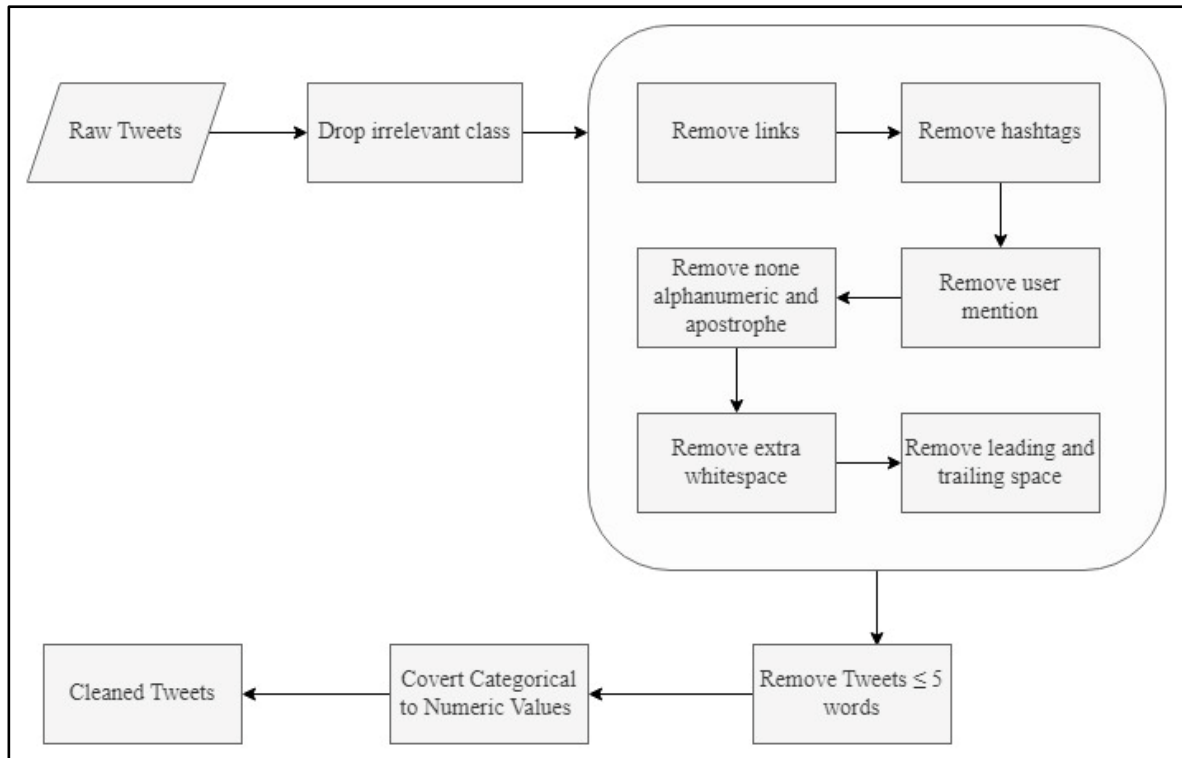 Raw Tweets
Drop irrelevant class
Remove links
Remove hashtags
Remove user
mention
Remove none
alphanumeric and
apostrophe
Remove extra
whitespace
Remove leading and
trailing space
Remove Tweets ≤ 5
words
Covert Categorical
to Numeric Values
Cleaned Tweets